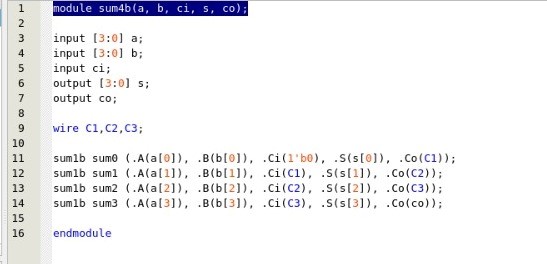 1 module sum4b(a, b, ci, s, co);
2
3 input [3:0] a;
4 input [3:0] b;
5 input ci;
6 output [3:0] s;
7 output co;
8
9 wire C1,C2,C3;
10
11 sum1b sum0 (.A(a[0]), .B(b[0]), .Ci(1'b0), .S(s[0]), .Co(C1));
12 sum1b sum1 (.A(a[1]), .B(b[1]), .Ci(C1), .S(s[1]), .Co(C2));
13 sum1b sum2 (.A(a[2]), .B(b[2]), .Ci(C2), .S(s[2]), .Co(C3));
14 sum1b sum3 (.A(a[3]), .B(b[3]), .Ci(C3), .S(s[3]), .Co(co));
15
16 endmodule